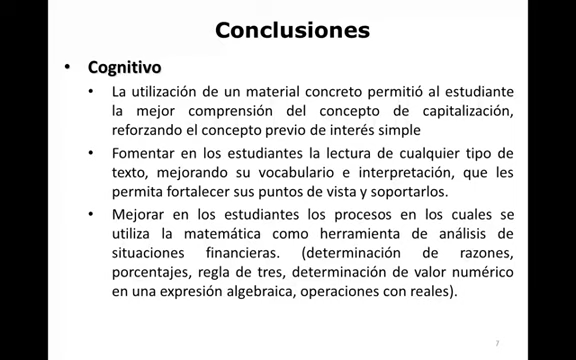 Conclusiones
• Cognitivo
• La utilización de un material concreto permitió al estudiante
la mejor comprensión del concepto de capitalización,
reforzando el concepto previo de interés simple
• Fomentar en los estudiantes la lectura de cualquier tipo de
texto, mejorando su vocabulario e interpretación, que les
permita fortalecer sus puntos de vista y soportarlos.
• Mejorar en los estudiantes los procesos en los cuales se
utiliza la matemática como herramienta de análisis de
situaciones financieras. (determinación de razones,
porcentajes, regla de tres, determinación de valor numérico
en una expresión algebraica, operaciones con reales).
7